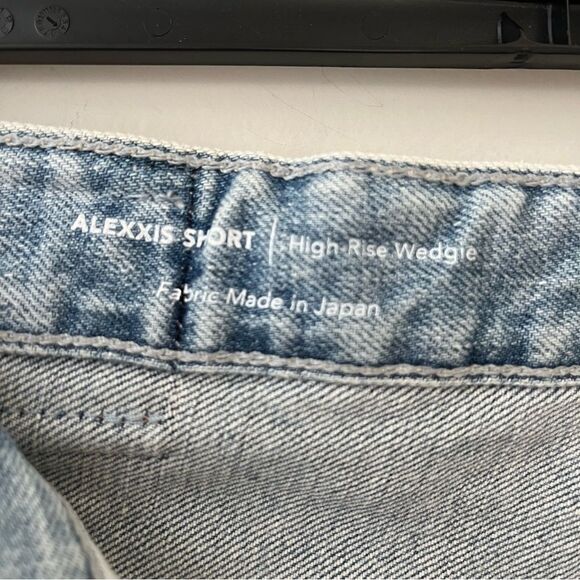 ALEXXIS SHORT | High-Rise Wedgie
Fabric Made in Japan